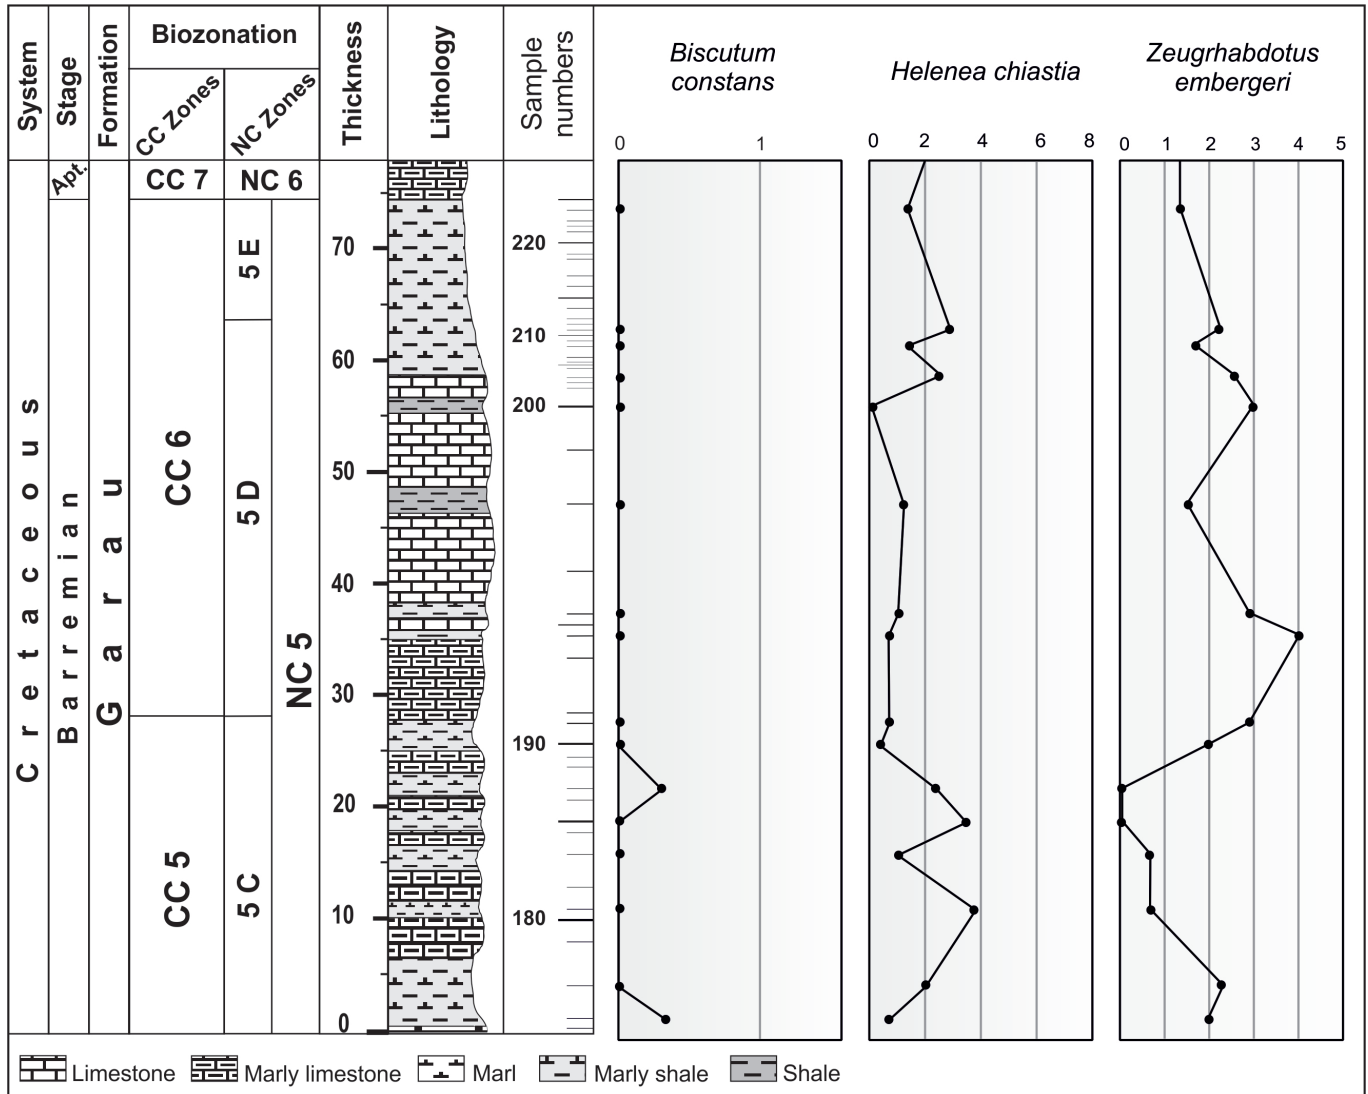 System
Stage
Formation
Biozonation
CC Zones
NC Zones
Thickness
Lithology
Sample
numbers
Biscutum
constans
Helenea chiastia
Zeugrhabdotus
embergeri
0 1
0 2 4 6 8
0 1 2 3 4 5
Cretaceous
Apt.
Barremian
Garau
CC 7
CC 6
CC 5
NC 6
5 E
5 D
5 C
NC 5
70
60
50
40
30
20
10
0
220
210
200
190
180
Limestone
Marly limestone
Marl
Marly shale
Shale